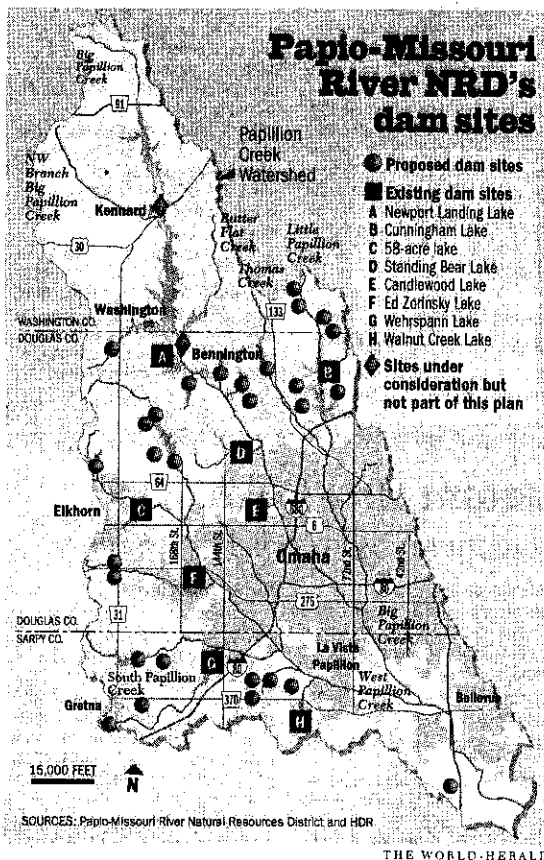 Papio-Missouri
River NRD's
dam sites
Proposed dam sites
Existing dam sites
A Newport Landing Lake
B Cunningham Lake
C 58-acre lake
D Standing Bear Lake
E Candlewood Lake
F Ed Zorinsky Lake
G Wehrspann Lake
H Walnut Creek Lake
Sites under
consideration but
not part of this plan
Big
Papillion
Creek
91
Papillion
Creek
Watershed
NW
Branch
Big
Papillion
Creek
Kennard
30
Butter
Flat
Creek
Little
Papillion
Creek
Thomas
Creek
133
Washington
WASHINGTON CO.
DOUGLAS CO.
A
Bennington
B
D
64
Elkhorn
C
E
680
6
168th St.
144th St.
Omaha
72nd St.
42nd St.
F
80
275
31
Big
Papillion
Creek
DOUGLAS CO.
SARPY CO.
G
80
La Vista
Papillion
South Papillion
Creek
West
Papillion
Creek
370
Gretna
H
Bellevue
15,000 FEET
N
SOURCES: Papio-Missouri River Natural Resources District and HDR
THE WORLD-HERALD